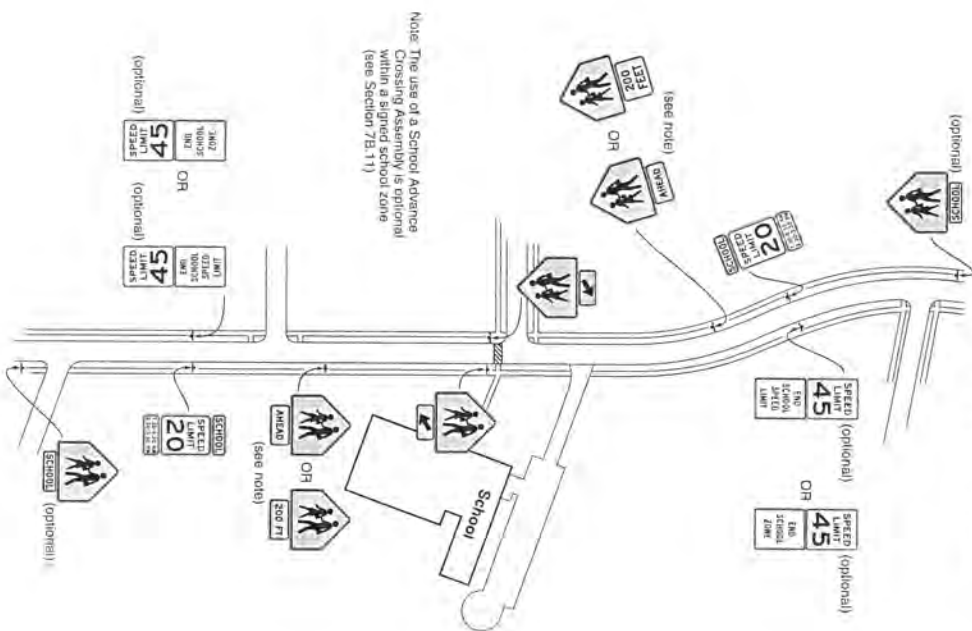 Note: The use of a School Advance
Crossing Assembly is optional
within a signed school zone
(see Section 7B.11)
(optional)
SCHOOL
(see note)
200
FEET
OR
AHEAD
SPEED
LIMIT
20
SCHOOL
(optional)
END
SCHOOL
ZONE
SPEED
LIMIT
45
OR
(optional)
END
SCHOOL
SPEED
LIMIT
SPEED
LIMIT
45
SPEED
LIMIT
45
END
SCHOOL
SPEED
LIMIT
(optional)
OR
SPEED
LIMIT
45
END
SCHOOL
ZONE
(optional)
School
AHEAD
OR
200 FT
(see note)
SCHOOL
SPEED
LIMIT
20
SCHOOL
(optional)